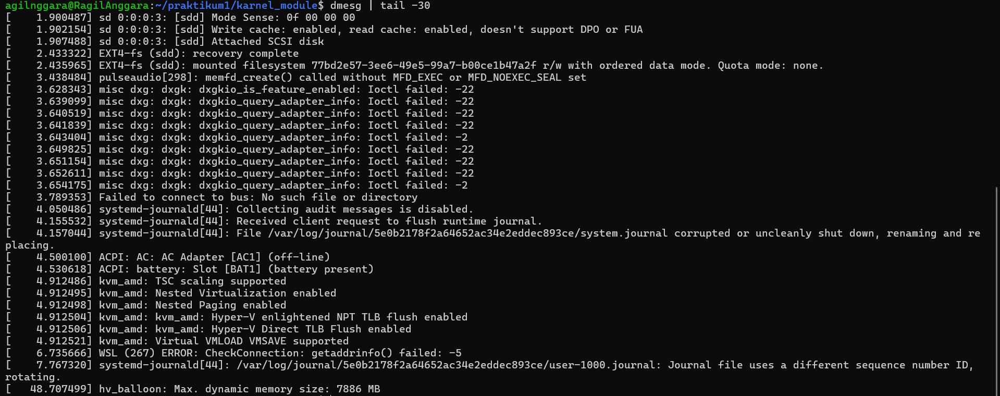 agilnggara@RagilAnggara:~/praktikum1/karnel_module$ dmesg | tail -30
[    1.900487] sd 0:0:0:3: [sdd] Mode Sense: 0f 00 00 00
[    1.902154] sd 0:0:0:3: [sdd] Write cache: enabled, read cache: enabled, doesn't support DPO or FUA
[    1.907488] sd 0:0:0:3: [sdd] Attached SCSI disk
[    2.433322] EXT4-fs (sdd): recovery complete
[    2.435965] EXT4-fs (sdd): mounted filesystem 77bd2e57-3ee6-49e5-99a7-b00ce1b47a2f r/w with ordered data mode. Quota mode: none.
[    3.438484] pulseaudio[298]: memfd_create() called without MFD_EXEC or MFD_NOEXEC_SEAL set
[    3.628343] misc dxg: dxgk: dxgkio_is_feature_enabled: Ioctl failed: -22
[    3.639099] misc dxg: dxgk: dxgkio_query_adapter_info: Ioctl failed: -22
[    3.640519] misc dxg: dxgk: dxgkio_query_adapter_info: Ioctl failed: -22
[    3.641839] misc dxg: dxgk: dxgkio_query_adapter_info: Ioctl failed: -22
[    3.643404] misc dxg: dxgk: dxgkio_query_adapter_info: Ioctl failed: -2
[    3.649825] misc dxg: dxgk: dxgkio_query_adapter_info: Ioctl failed: -22
[    3.651154] misc dxg: dxgk: dxgkio_query_adapter_info: Ioctl failed: -22
[    3.652611] misc dxg: dxgk: dxgkio_query_adapter_info: Ioctl failed: -22
[    3.654175] misc dxg: dxgk: dxgkio_query_adapter_info: Ioctl failed: -2
[    3.789353] Failed to connect to bus: No such file or directory
[    4.050486] systemd-journald[44]: Collecting audit messages is disabled.
[    4.155532] systemd-journald[44]: Received client request to flush runtime journal.
[    4.157044] systemd-journald[44]: File /var/log/journal/5e0b2178f2a64652ac34e2eddec893ce/system.journal corrupted or uncleanly shut down, renaming and re
placing.
[    4.500100] ACPI: AC: AC Adapter [AC1] (off-line)
[    4.530618] ACPI: battery: Slot [BAT1] (battery present)
[    4.912486] kvm_amd: TSC scaling supported
[    4.912495] kvm_amd: Nested Virtualization enabled
[    4.912498] kvm_amd: Nested Paging enabled
[    4.912504] kvm_amd: kvm_amd: Hyper-V enlightened NPT TLB flush enabled
[    4.912506] kvm_amd: kvm_amd: Hyper-V Direct TLB Flush enabled
[    4.912521] kvm_amd: Virtual VMLOAD VMSAVE supported
[    6.735666] WSL (267) ERROR: CheckConnection: getaddrinfo() failed: -5
[    7.767320] systemd-journald[44]: /var/log/journal/5e0b2178f2a64652ac34e2eddec893ce/user-1000.journal: Journal file uses a different sequence number ID,
rotating.
[   48.707499] hv_balloon: Max. dynamic memory size: 7886 MB